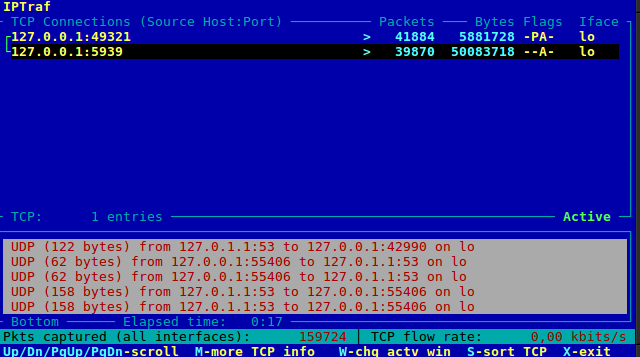 IPTraf
TCP Connections (Source Host:Port) Packets Bytes Flags Iface
127.0.0.1:49321 > 41884 5881728 -PA- lo
127.0.0.1:5939 > 39870 50083718 --A- lo
TCP: 1 entries Active
UDP (122 bytes) from 127.0.1.1:53 to 127.0.0.1:42990 on lo
UDP (62 bytes) from 127.0.0.1:55406 to 127.0.1.1:53 on lo
UDP (62 bytes) from 127.0.0.1:55406 to 127.0.1.1:53 on lo
UDP (158 bytes) from 127.0.1.1:53 to 127.0.0.1:55406 on lo
UDP (158 bytes) from 127.0.1.1:53 to 127.0.0.1:55406 on lo
Bottom Elapsed time: 0:17
Pkts captured (all interfaces): 159724 | TCP flow rate: 0,00 kbits/s
Up/Dn/PgUp/PgDn-scroll M-more TCP info W-chg actv win S-sort TCP X-exit